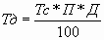 Тд = Тс * П * Д
100